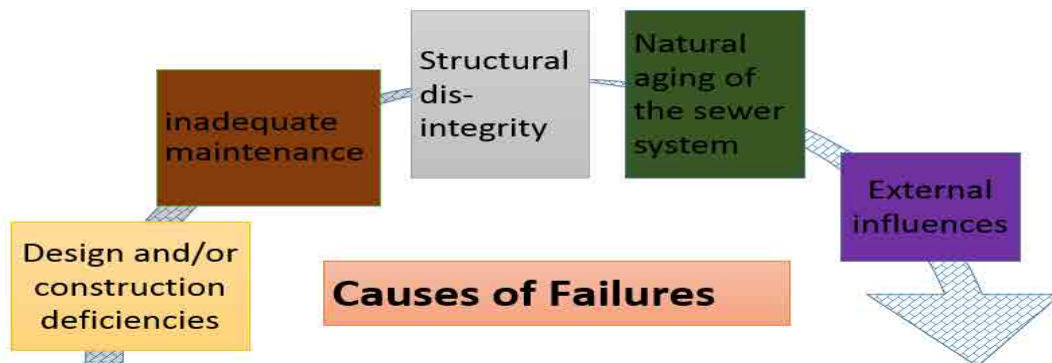 Design and/or
construction
deficiencies
inadequate
maintenance
Structural
dis-
integrity
Natural
aging of
the sewer
system
External
influences
Causes of Failures